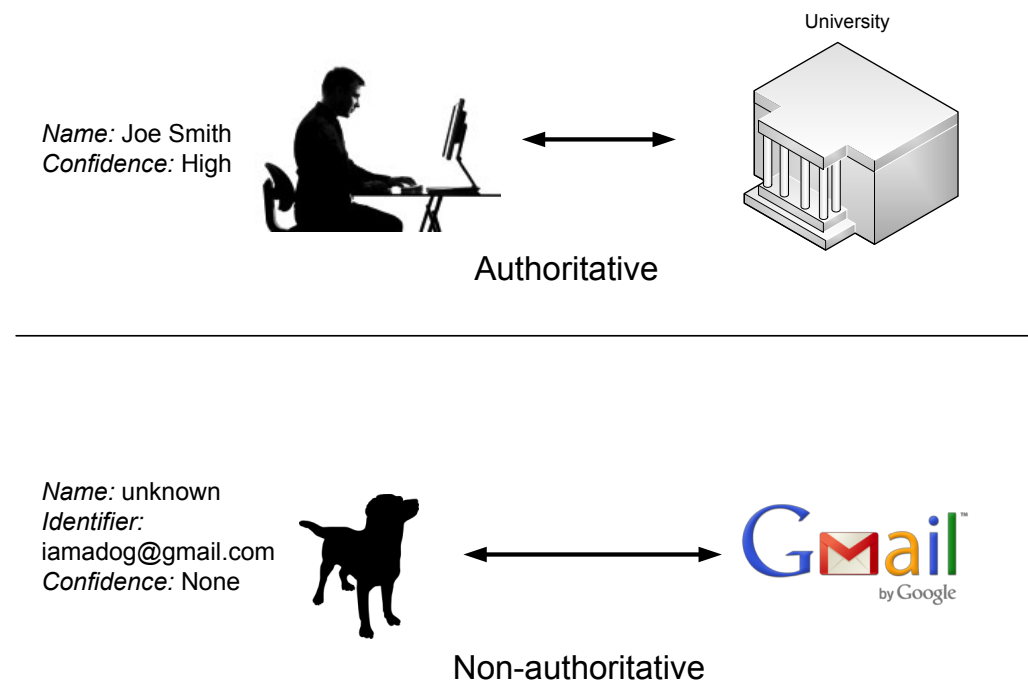 University
Name: Joe Smith
Confidence: High
Authoritative
Name: unknown
Identifier:
iamadog@gmail.com
Confidence: None
Gmail™
by Google
Non-authoritative